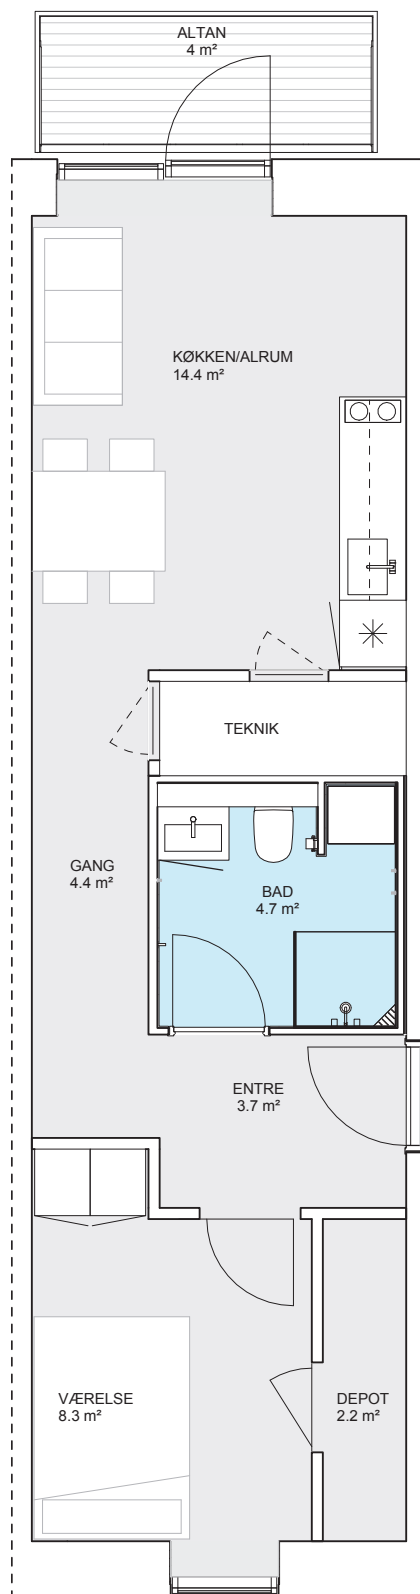 ALTAN
4 m²
KØKKEN/ALRUM
14.4 m²
TEKNIK
GANG
4.4 m²
BAD
4.7 m²
ENTRE
3.7 m²
VÆRELSE
8.3 m²
DEPOT
2.2 m²